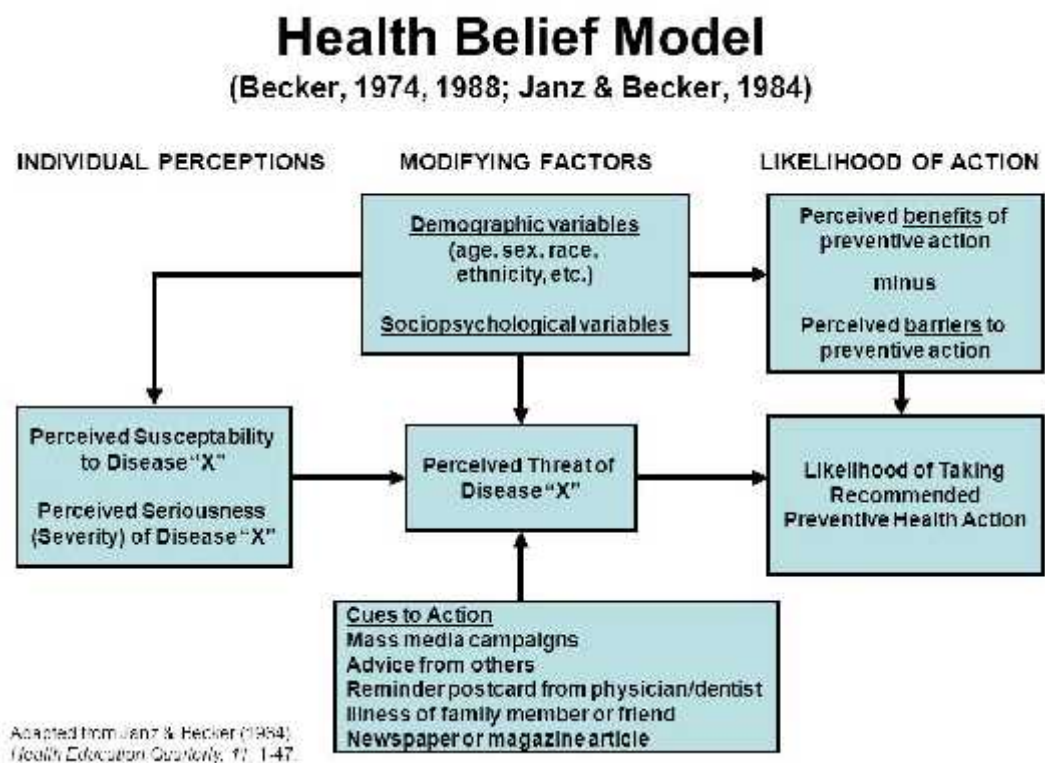 Health Belief Model
(Becker, 1974, 1988; Janz & Becker, 1984)
INDIVIDUAL PERCEPTIONS
MODIFYING FACTORS
LIKELIHOOD OF ACTION
Demographic variables
(age, sex, race,
ethnicity, etc.)
Sociopsychological variables
Perceived benefits of
preventive action
minus
Perceived barriers to
preventive action
Perceived Susceptability
to Disease “X”
Perceived Seriousness
(Severity) of Disease “X”
Perceived Threat of
Disease “X”
Likelihood of Taking
Recommended
Preventive Health Action
Cues to Action
Mass media campaigns
Advice from others
Reminder postcard from physician/dentist
Illness of family member or friend
Newspaper or magazine article
Adapted from Janz & Becker (1984)
Health Education Quarterly, 11, 1-47.